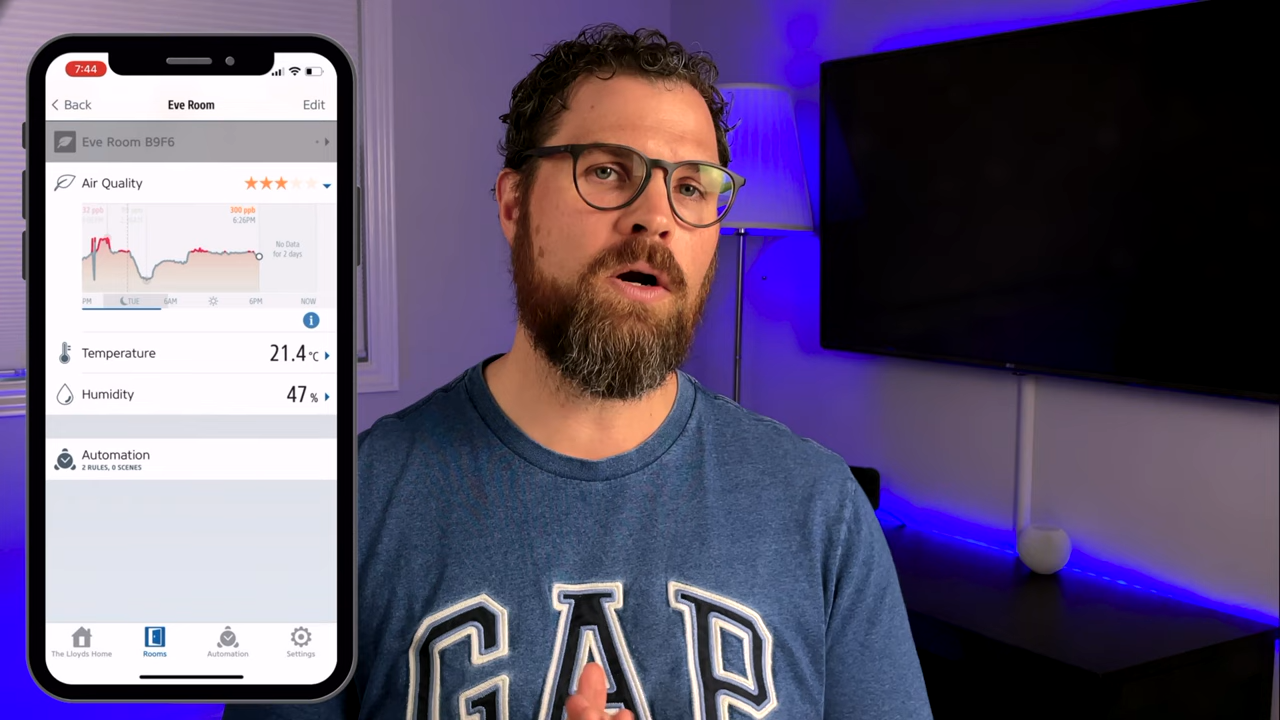 7:44
Back
Eve Room
Edit
Eve Room B9F6
Air Quality
300 ppb
6:26PM
No Data
for 2 days
PM
TUE
6AM
6PM
NOW
i
Temperature
21.4 °C
Humidity
47 %
Automation
2 RULES, 0 SCENES
The Lloyds Home
Rooms
Automation
Settings
GAP